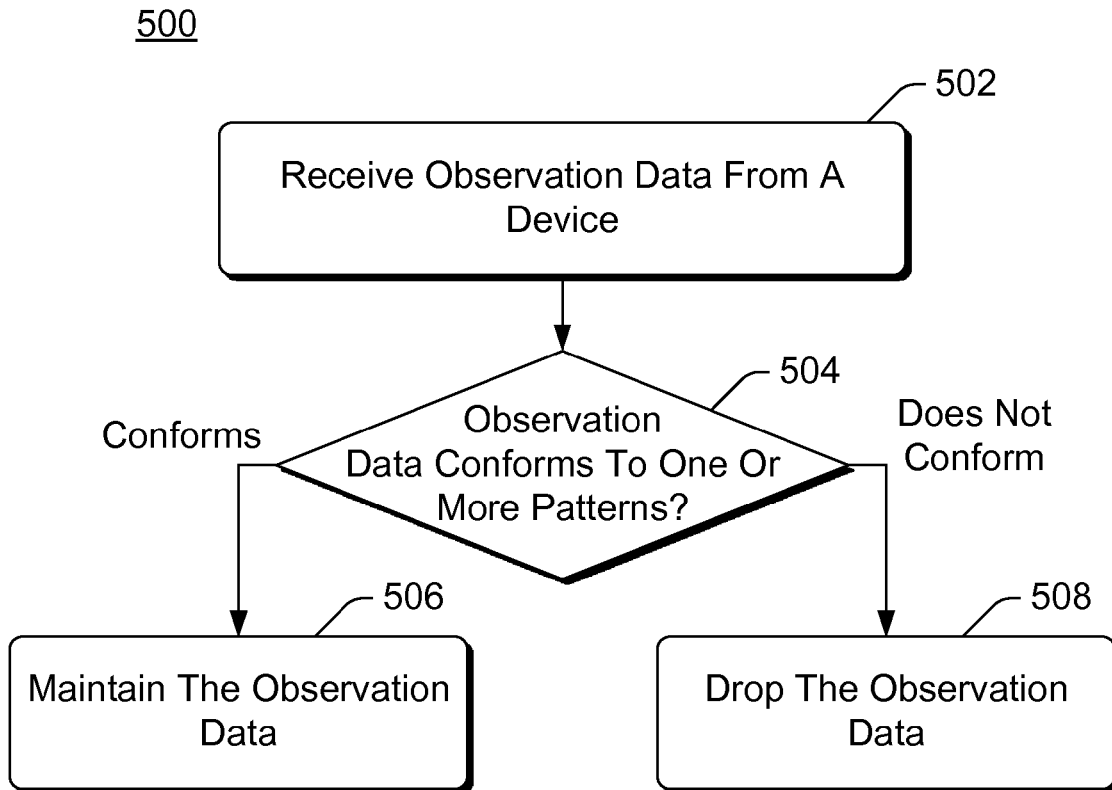 500
502
Receive Observation Data From A
Device
504
Observation
Data Conforms To One Or
More Patterns?
Conforms
Does Not
Conform
506
Maintain The Observation
Data
508
Drop The Observation
Data